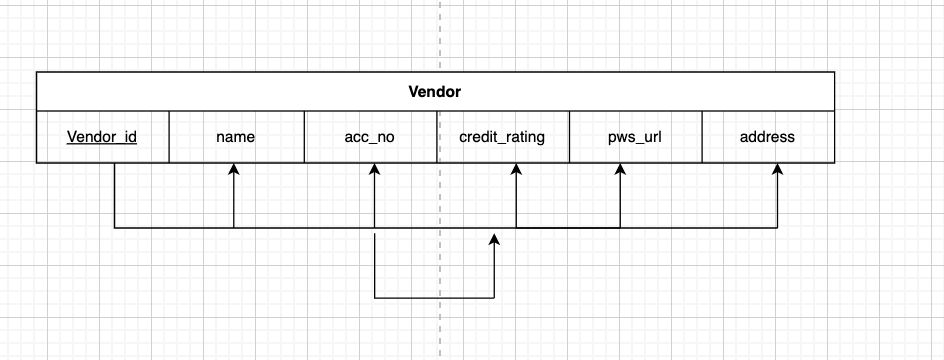 Vendor
Vendor_id name acc_no credit_rating pws_url address